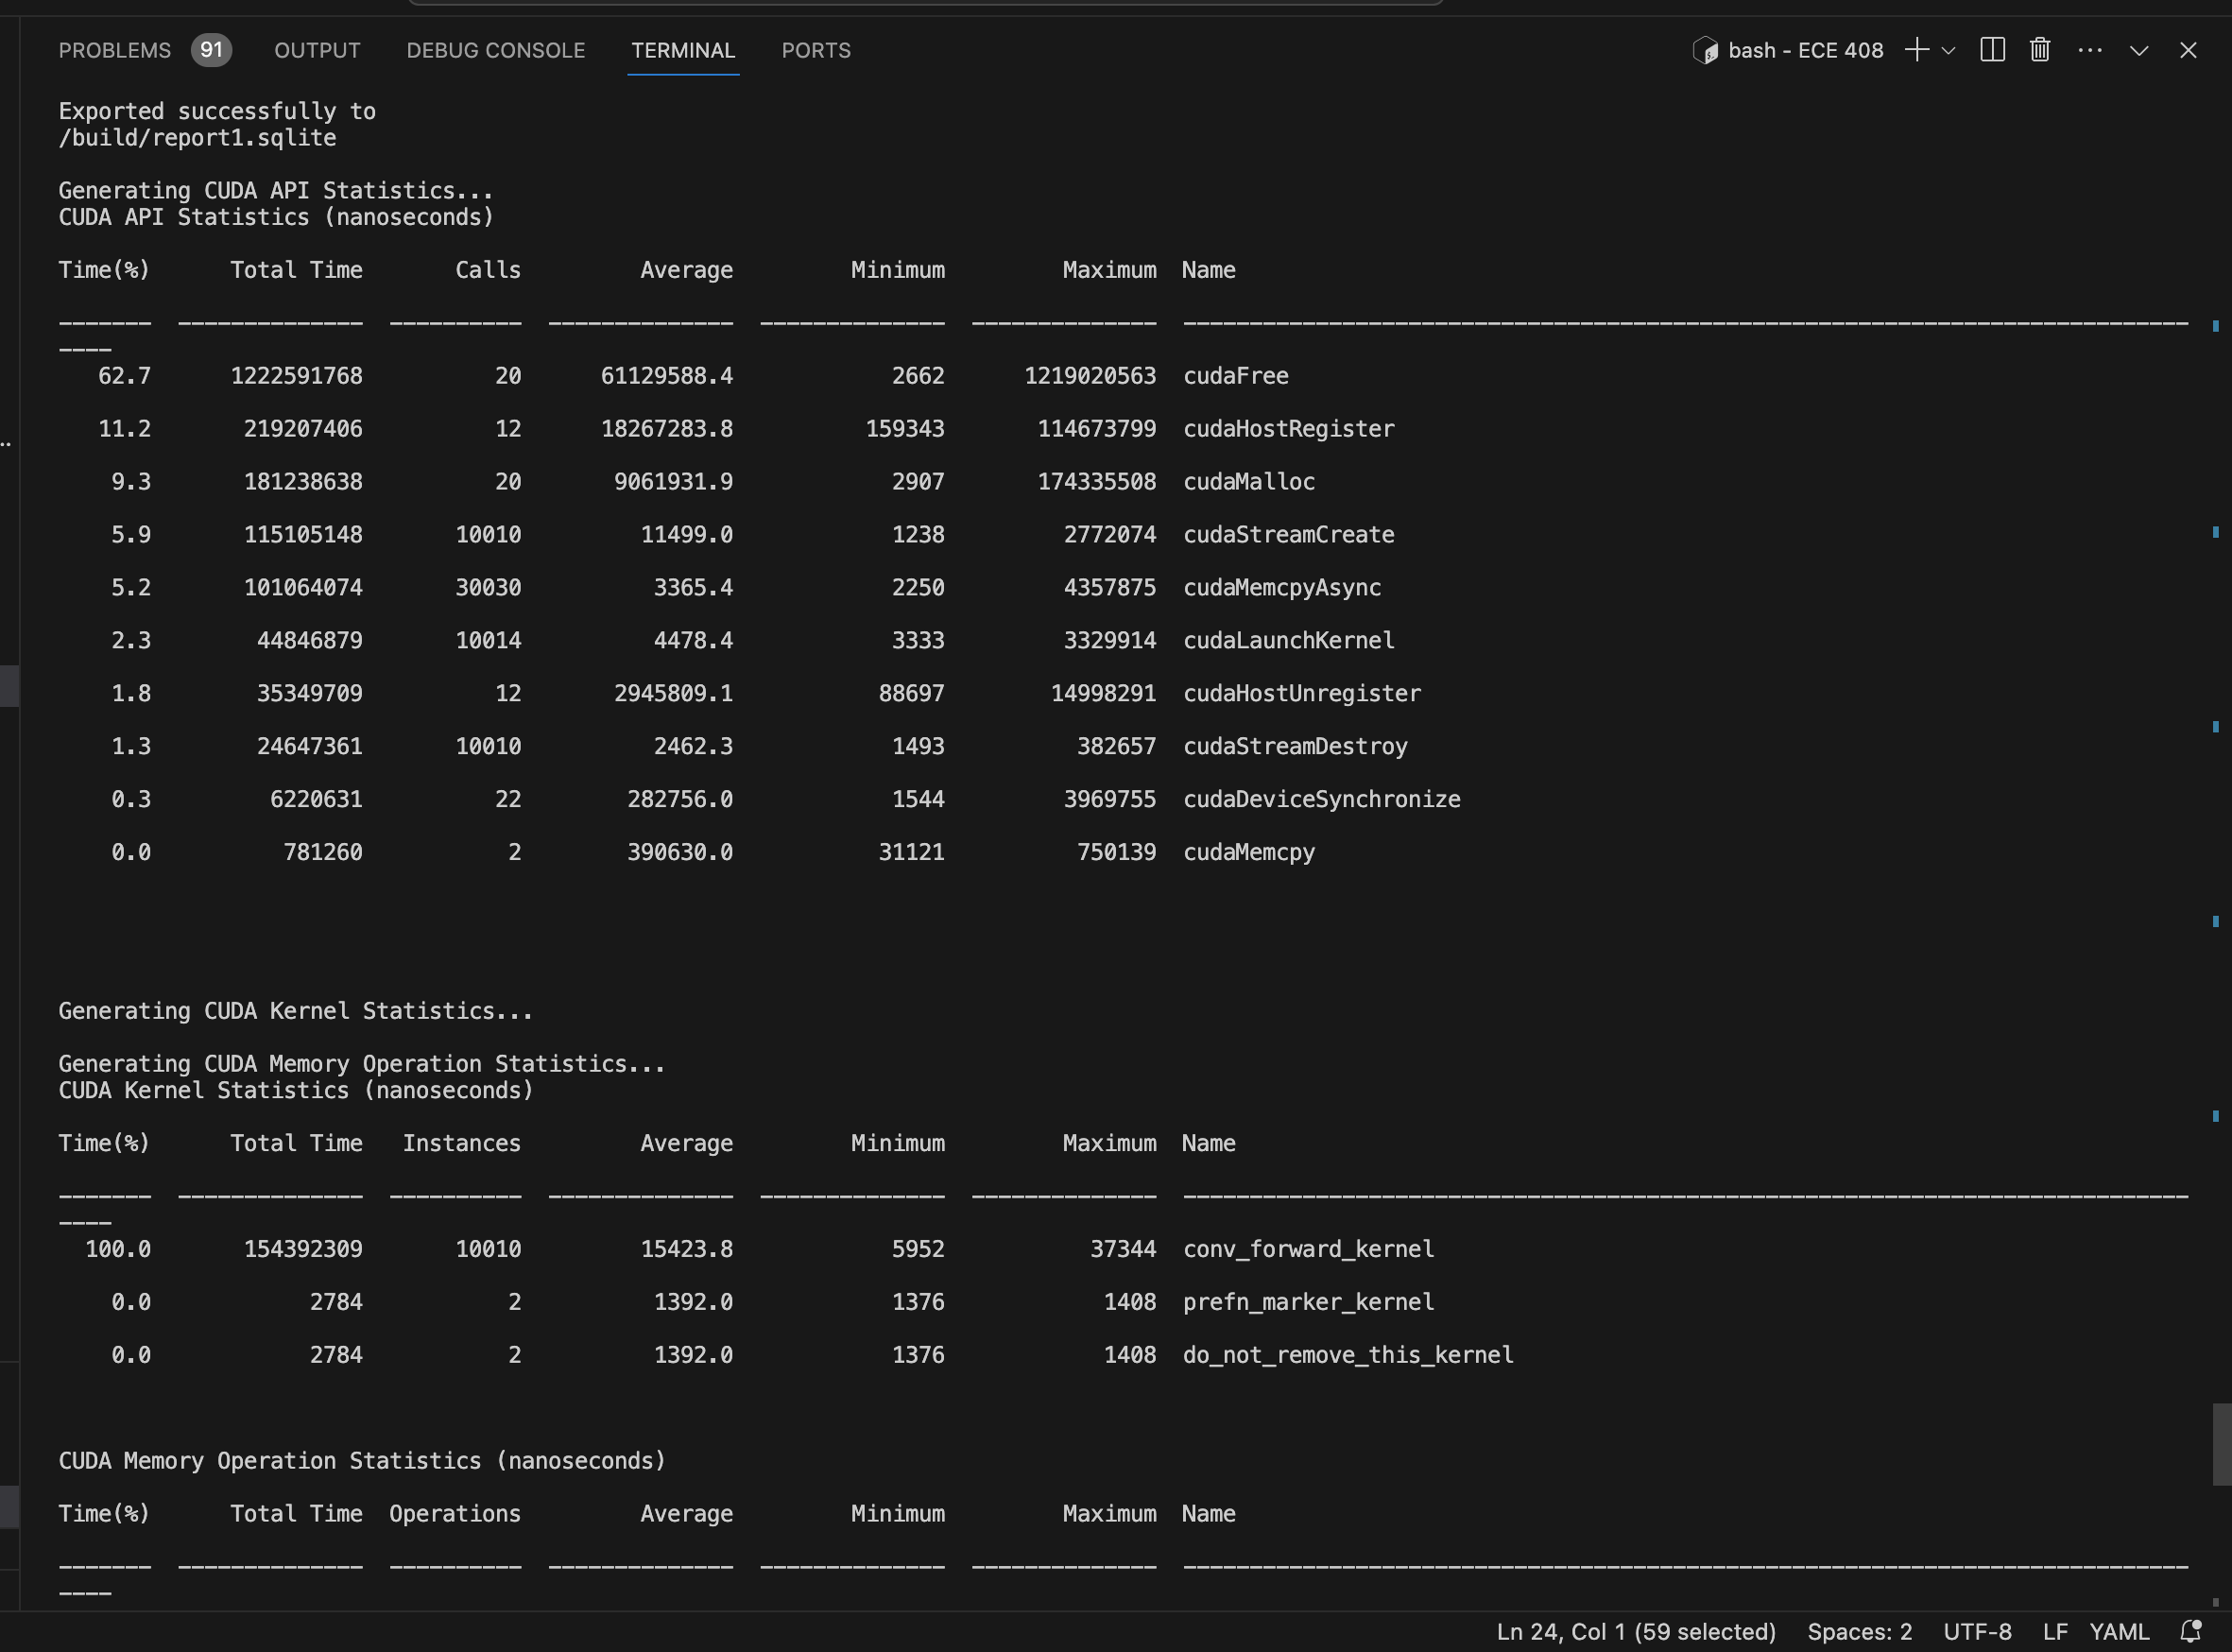 PROBLEMS 91 OUTPUT DEBUG CONSOLE TERMINAL PORTS bash - ECE 408
Exported successfully to
/build/report1.sqlite
Generating CUDA API Statistics...
CUDA API Statistics (nanoseconds)
Time(%) Total Time Calls Average Minimum Maximum Name
------- -------------- ---------- -------------- -------------- -------------- ----------------------------------------------------------------------------
----
62.7 1222591768 20 61129588.4 2662 1219020563 cudaFree
11.2 219207406 12 18267283.8 159343 114673799 cudaHostRegister
9.3 181238638 20 9061931.9 2907 174335508 cudaMalloc
5.9 115105148 10010 11499.0 1238 2772074 cudaStreamCreate
5.2 101064074 30030 3365.4 2250 4357875 cudaMemcpyAsync
2.3 44846879 10014 4478.4 3333 3329914 cudaLaunchKernel
1.8 35349709 12 2945809.1 88697 14998291 cudaHostUnregister
1.3 24647361 10010 2462.3 1493 382657 cudaStreamDestroy
0.3 6220631 22 282756.0 1544 3969755 cudaDeviceSynchronize
0.0 781260 2 390630.0 31121 750139 cudaMemcpy
Generating CUDA Kernel Statistics...
Generating CUDA Memory Operation Statistics...
CUDA Kernel Statistics (nanoseconds)
Time(%) Total Time Instances Average Minimum Maximum Name
------- -------------- ---------- -------------- -------------- -------------- ----------------------------------------------------------------------------
----
100.0 154392309 10010 15423.8 5952 37344 conv_forward_kernel
0.0 2784 2 1392.0 1376 1408 prefn_marker_kernel
0.0 2784 2 1392.0 1376 1408 do_not_remove_this_kernel
CUDA Memory Operation Statistics (nanoseconds)
Time(%) Total Time Operations Average Minimum Maximum Name
------- -------------- ---------- -------------- -------------- -------------- ----------------------------------------------------------------------------
----
Ln 24, Col 1 (59 selected) Spaces: 2 UTF-8 LF YAML